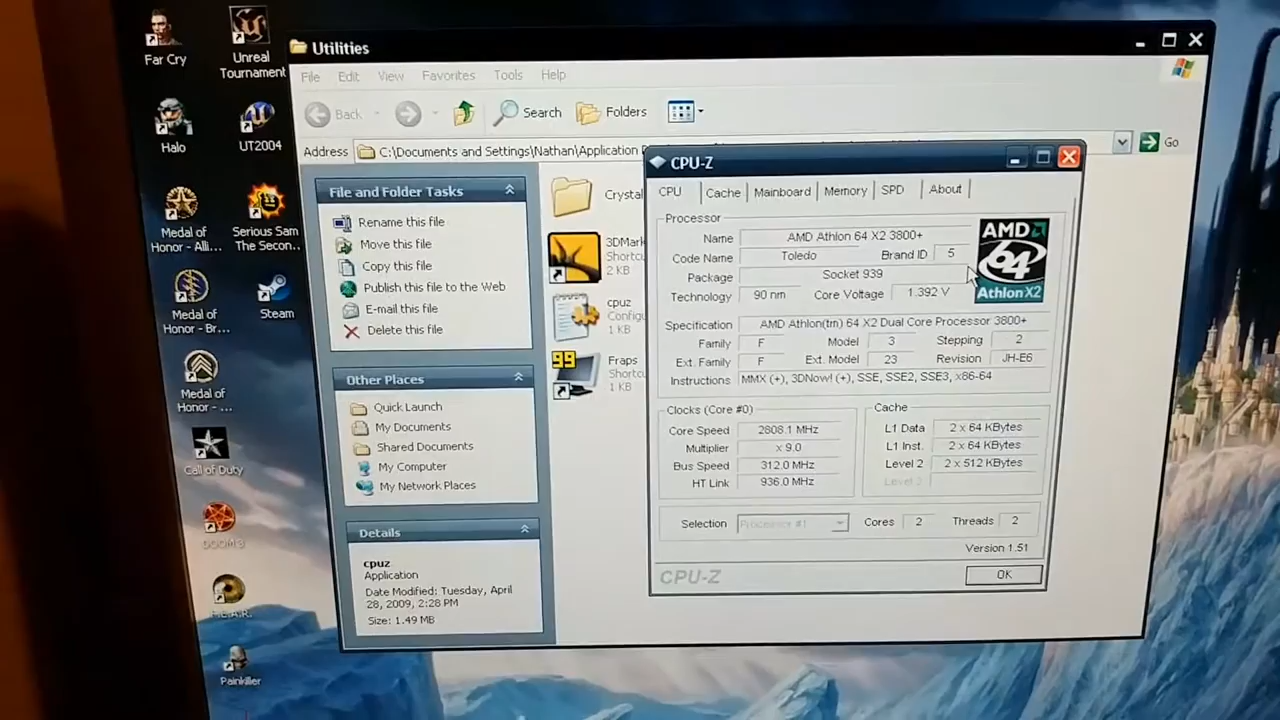 Far Cry
Unreal
Tournament
Halo
UT2004
Medal of
Honor - Alli...
Serious Sam
The Secon...
Medal of
Honor - Br...
Steam
Medal of
Honor - ...
Call of Duty
DOOM 3
F.E.A.R.
Painkiller
Utilities
File Edit View Favorites Tools Help
Back Search Folders
Address C:\Documents and Settings\Nathan\Application Go
File and Folder Tasks
Rename this file
Move this file
Copy this file
Publish this file to the Web
E-mail this file
Delete this file
Other Places
Quick Launch
My Documents
Shared Documents
My Computer
My Network Places
Details
cpuz
Application
Date Modified: Tuesday, April
28, 2009, 2:28 PM
Size: 1.49 MB
Crystal
3DMark
Shortcu
2 KB
cpuz
Configu
1 KB
99
Fraps
Shortcu
1 KB
CPU-Z
CPU Cache Mainboard Memory SPD About
Processor
Name AMD Athlon 64 X2 3800+
Code Name Toledo Brand ID 5
Package Socket 939
Technology 90 nm Core Voltage 1.392 V
AMD
64
Athlon X2
Specification AMD Athlon(tm) 64 X2 Dual Core Processor 3800+
Family F Model 3 Stepping 2
Ext. Family F Ext. Model 23 Revision JH-E6
Instructions MMX (+), 3DNow! (+), SSE, SSE2, SSE3, x86-64
Clocks (Core #0)
Core Speed 2808.1 MHz
Multiplier x 9.0
Bus Speed 312.0 MHz
HT Link 936.0 MHz
Cache
L1 Data 2 x 64 KBytes
L1 Inst. 2 x 64 KBytes
Level 2 2 x 512 KBytes
Level 3
Selection Processor #1 Cores 2 Threads 2
Version 1.51
CPU-Z OK